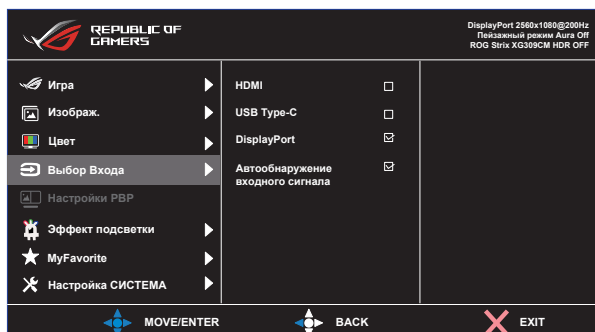 REPUBLIC OF
GAMERS
DisplayPort 2560x1080@200Hz
Пейзажный режим Aura Off
ROG Strix XG309CM HDR OFF
Игра
Изображ.
Цвет
Выбор Входа
Настройки PBP
Эффект подсветки
MyFavorite
Настройка СИСТЕМА
HDMI
USB Type-C
DisplayPort
Автообнаружение
входного сигнала
MOVE/ENTER
BACK
EXIT